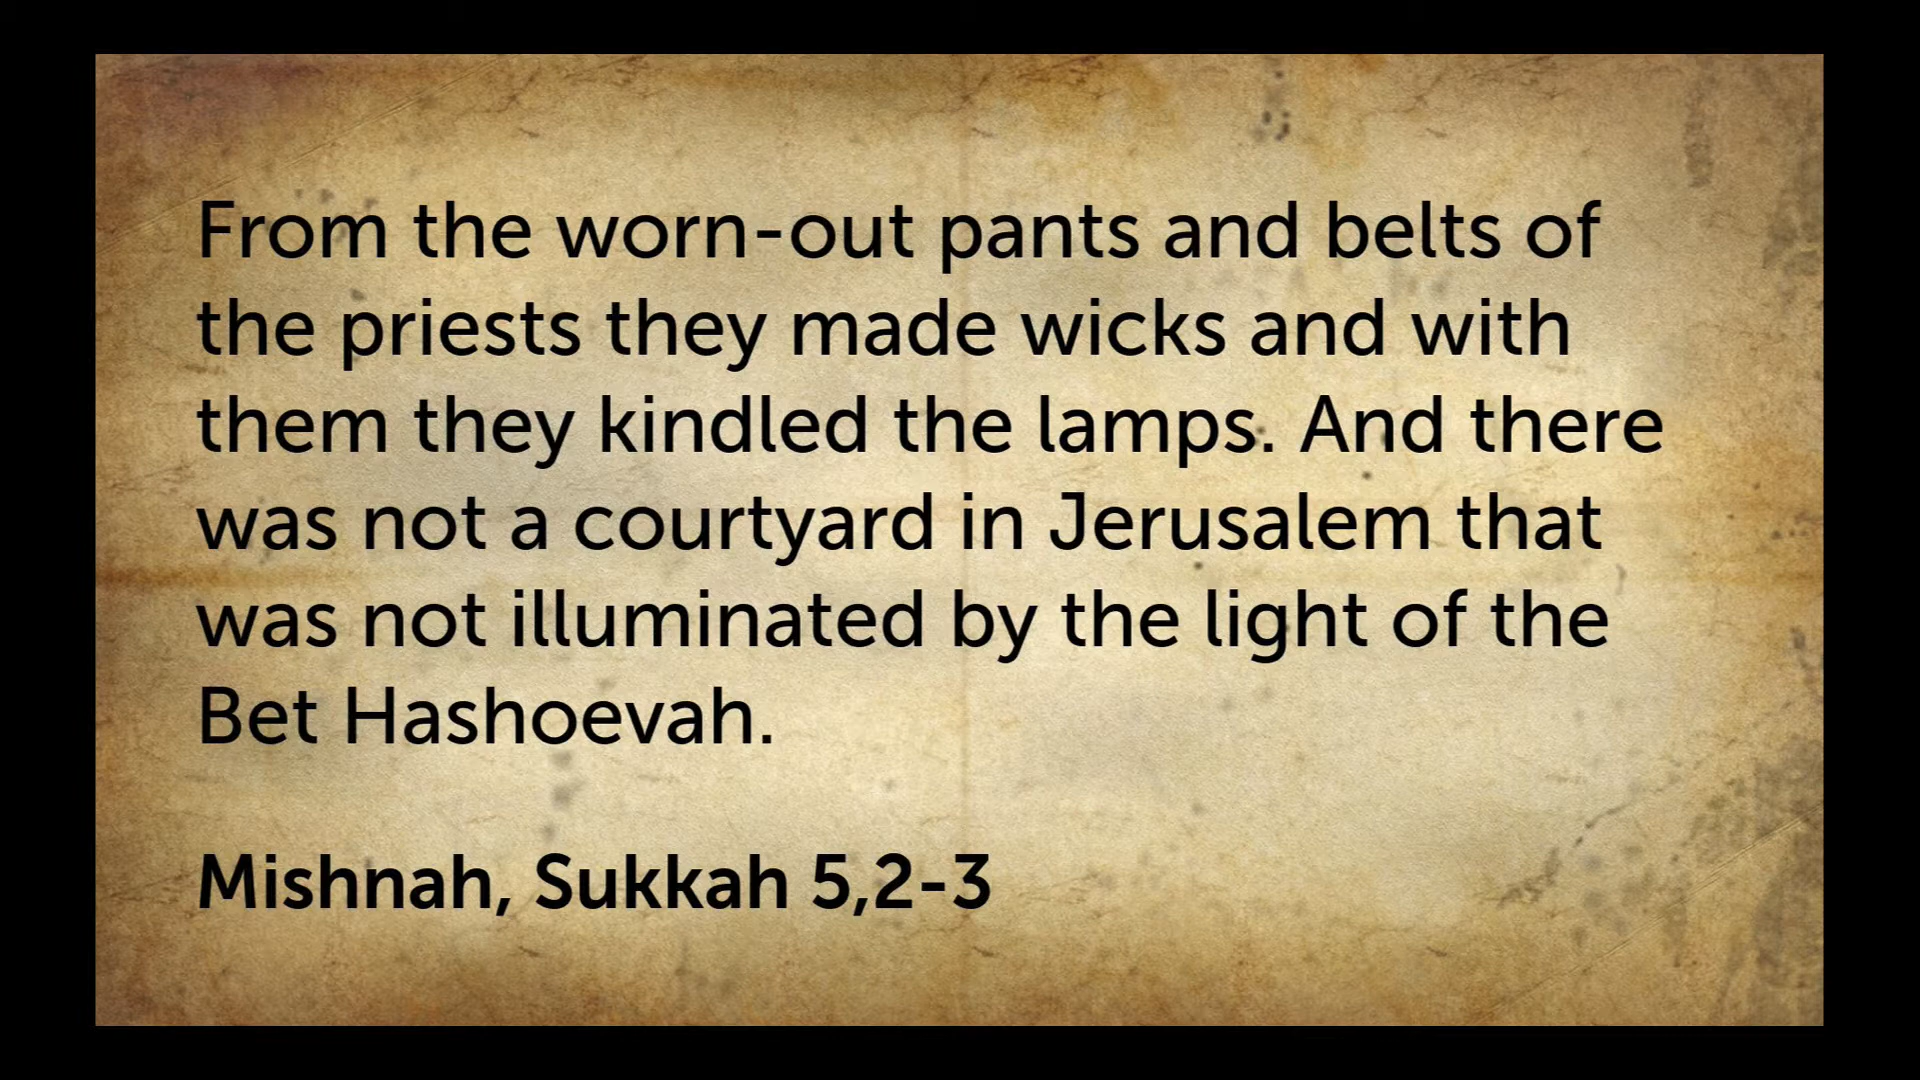 From the worn-out pants and belts of
the priests they made wicks and with
them they kindled the lamps. And there
was not a courtyard in Jerusalem that
was not illuminated by the light of the
Bet Hashoevah.
Mishnah, Sukkah 5,2-3